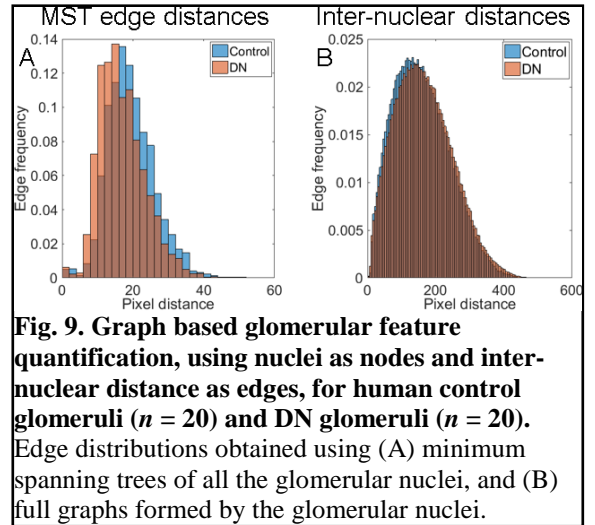 MST edge distances
Inter-nuclear distances
A
Control
DN
0.14
0.12
0.1
0.08
0.06
0.04
0.02
0
Edge frequency
0
20
40
60
Pixel distance
B
Control
DN
0.025
0.02
0.015
0.01
0.005
0
Edge frequency
0
200
400
600
Pixel distance
Fig. 9. Graph based glomerular feature
quantification, using nuclei as nodes and inter-
nuclear distance as edges, for human control
glomeruli (n = 20) and DN glomeruli (n = 20).
Edge distributions obtained using (A) minimum
spanning trees of all the glomerular nuclei, and (B)
full graphs formed by the glomerular nuclei.